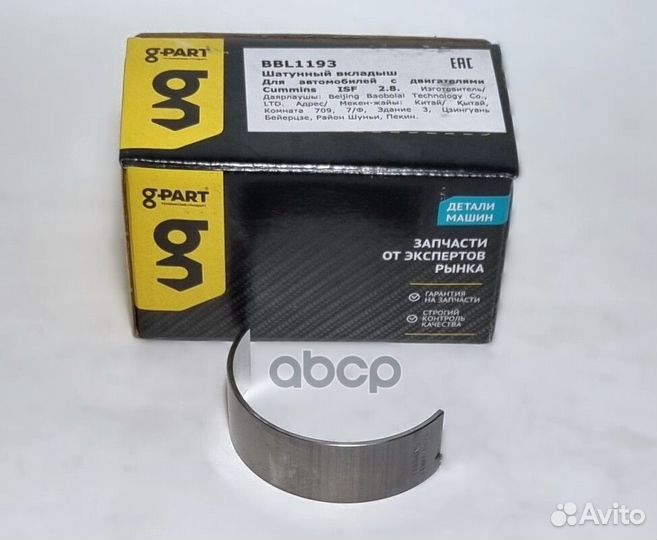 g-PART®
BBL1193
EAC
Шатунный вкладыш
Для автомобилей с двигателями
Cummins ISF 2.8. Изготовитель/
Даярлаушы: Beijing Baobolai Technology Co.,
LTD. Адрес/ Мекен-жайы: Китай/ Қытай,
Комната 709, 7/Ф, Здание 3, Цзингуань
Бейерцзе, Район Шуньи, Пекин.
g-PART®
ДЕТАЛИ
МАШИН
ЗАПЧАСТИ
ОТ ЭКСПЕРТОВ
РЫНКА
ГАРАНТИЯ
НА ЗАПЧАСТИ
СТРОГИЙ
КОНТРОЛЬ
КАЧЕСТВА
abcp
Avito